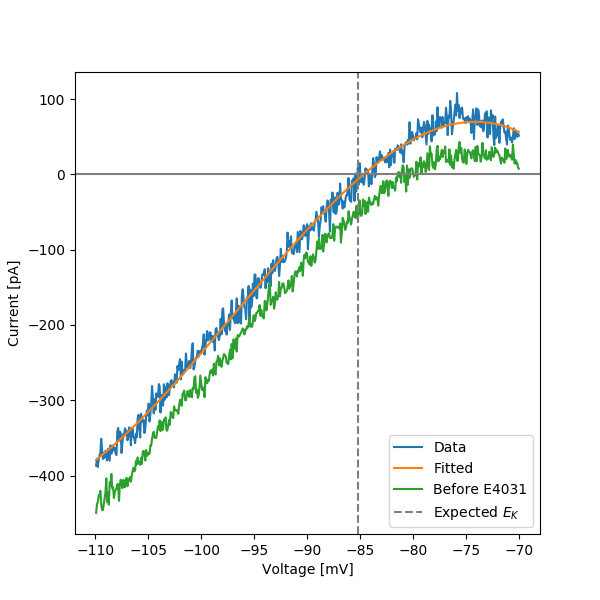 100
0
−100
−200
−300
−400
Current [pA]
−110 −105 −100 −95 −90 −85 −80 −75 −70
Voltage [mV]
Data
Fitted
Before E4031
Expected $E_K$